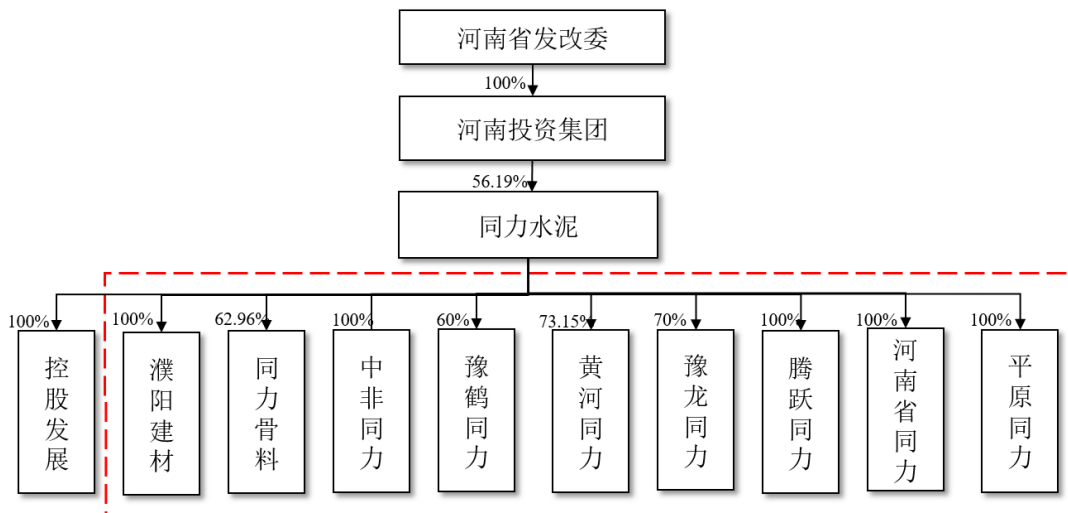 河南省发改委
100%
河南投资集团
56.19%
同力水泥
100%
100%
62.96%
100%
60%
73.15%
70%
100%
100%
100%
控股发展
濮阳建材
同力骨料
中非同力
豫鹤同力
黄河同力
豫龙同力
腾跃同力
河南省同力
平原同力